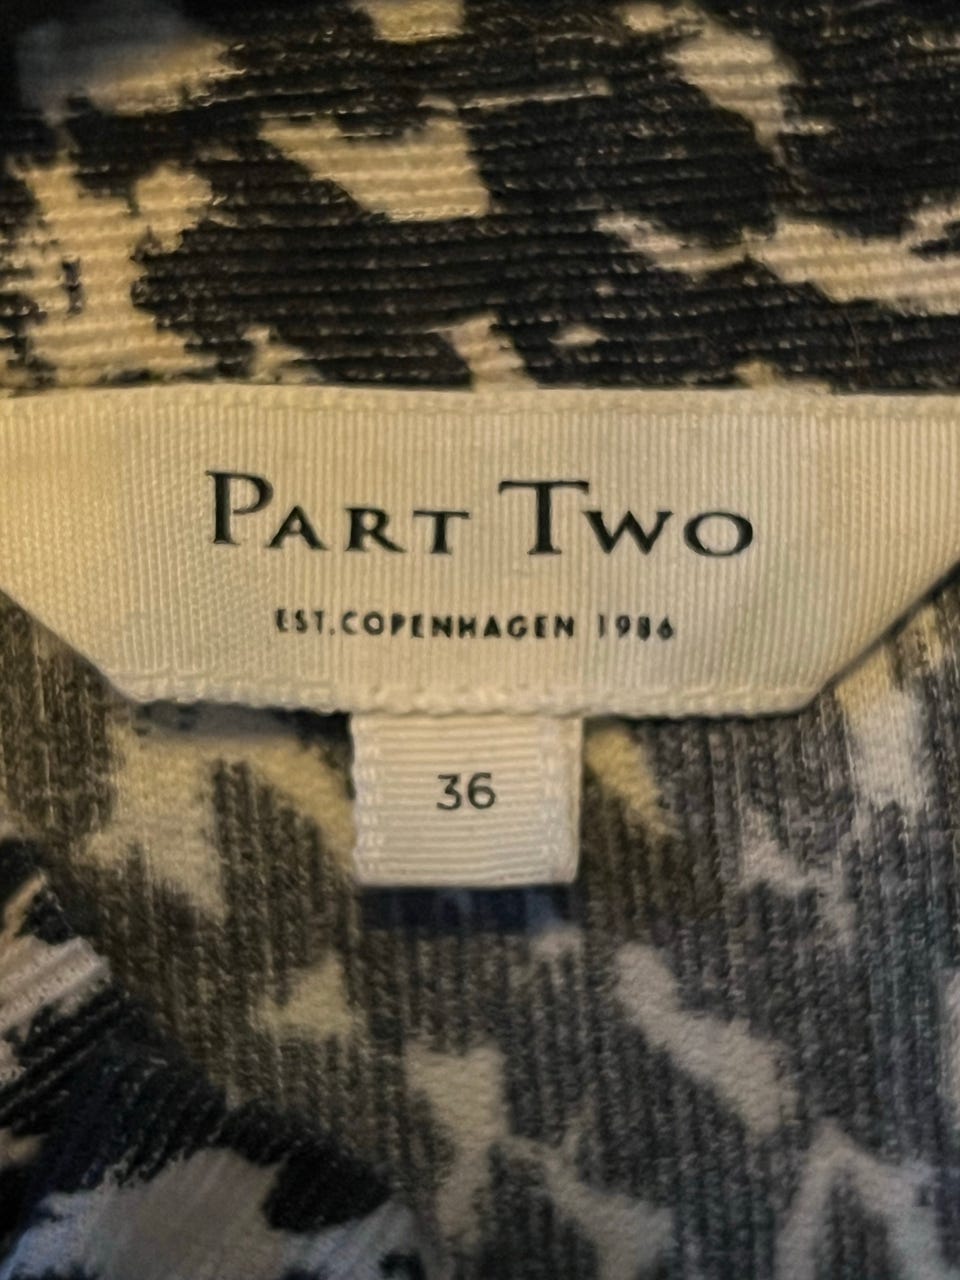 PART TWO
EST. COPENHAGEN 1986
36